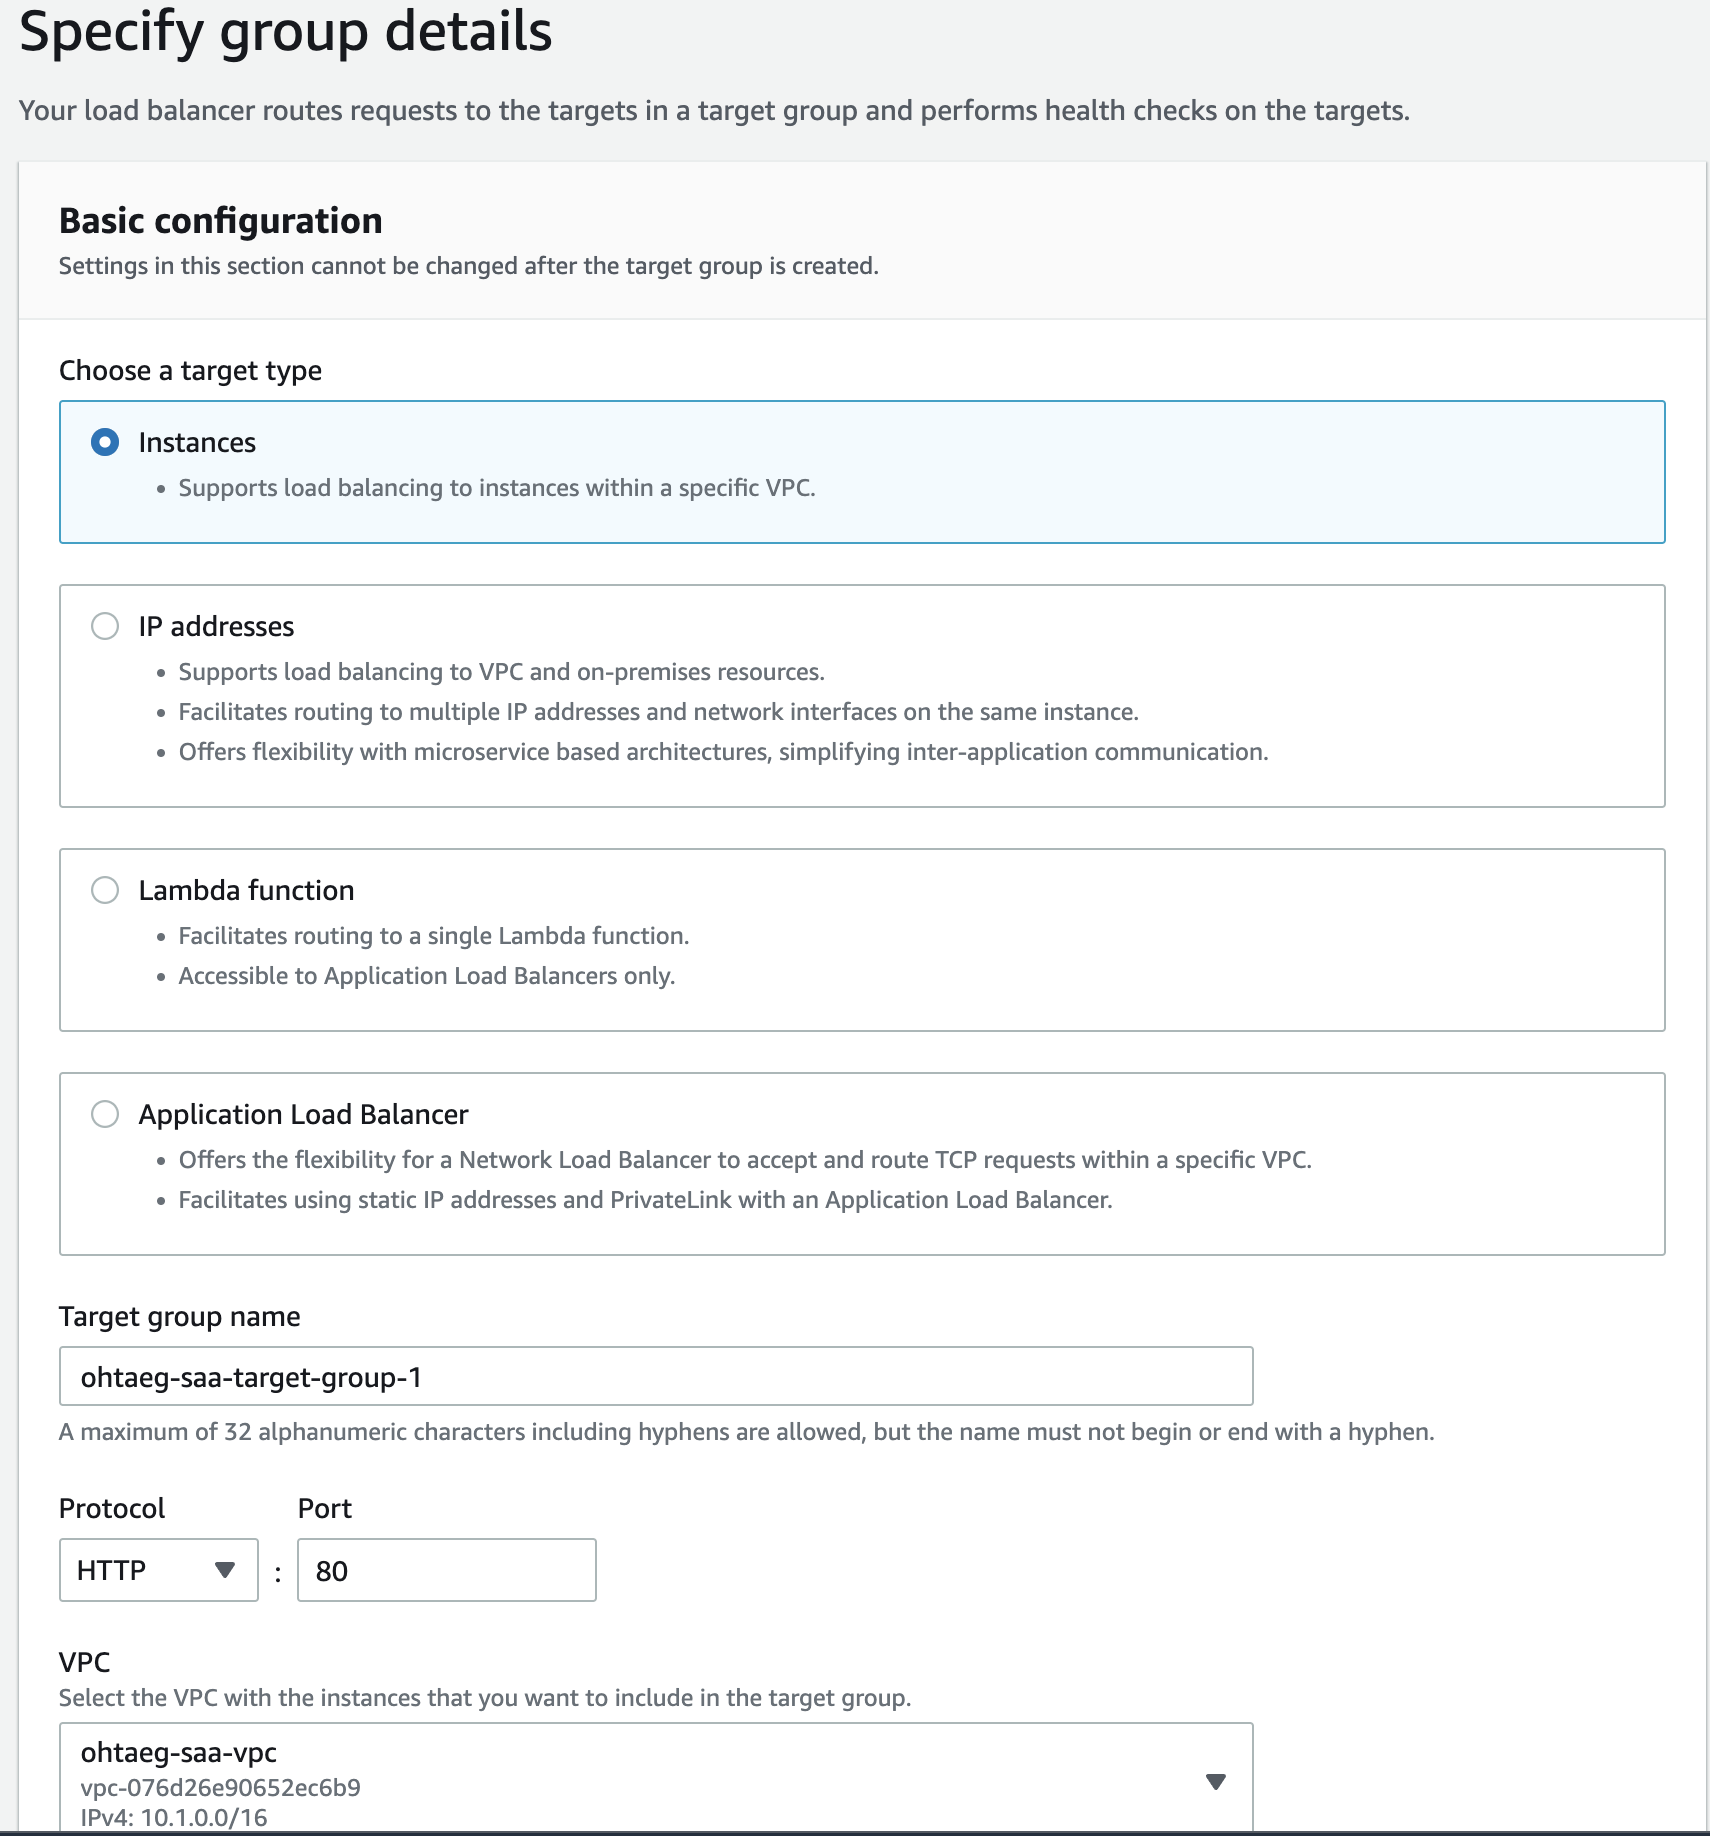 Specify group details
Your load balancer routes requests to the targets in a target group and performs health checks on the targets.
Basic configuration
Settings in this section cannot be changed after the target group is created.
Choose a target type
Instances
• Supports load balancing to instances within a specific VPC.
IP addresses
• Supports load balancing to VPC and on-premises resources.
• Facilitates routing to multiple IP addresses and network interfaces on the same instance.
• Offers flexibility with microservice based architectures, simplifying inter-application communication.
Lambda function
• Facilitates routing to a single Lambda function.
• Accessible to Application Load Balancers only.
Application Load Balancer
• Offers the flexibility for a Network Load Balancer to accept and route TCP requests within a specific VPC.
• Facilitates using static IP addresses and PrivateLink with an Application Load Balancer.
Target group name
ohtaeg-saa-target-group-1
A maximum of 32 alphanumeric characters including hyphens are allowed, but the name must not begin or end with a hyphen.
Protocol Port
HTTP : 80
VPC
Select the VPC with the instances that you want to include in the target group.
ohtaeg-saa-vpc
vpc-076d26e90652ec6b9
IPv4: 10.1.0.0/16